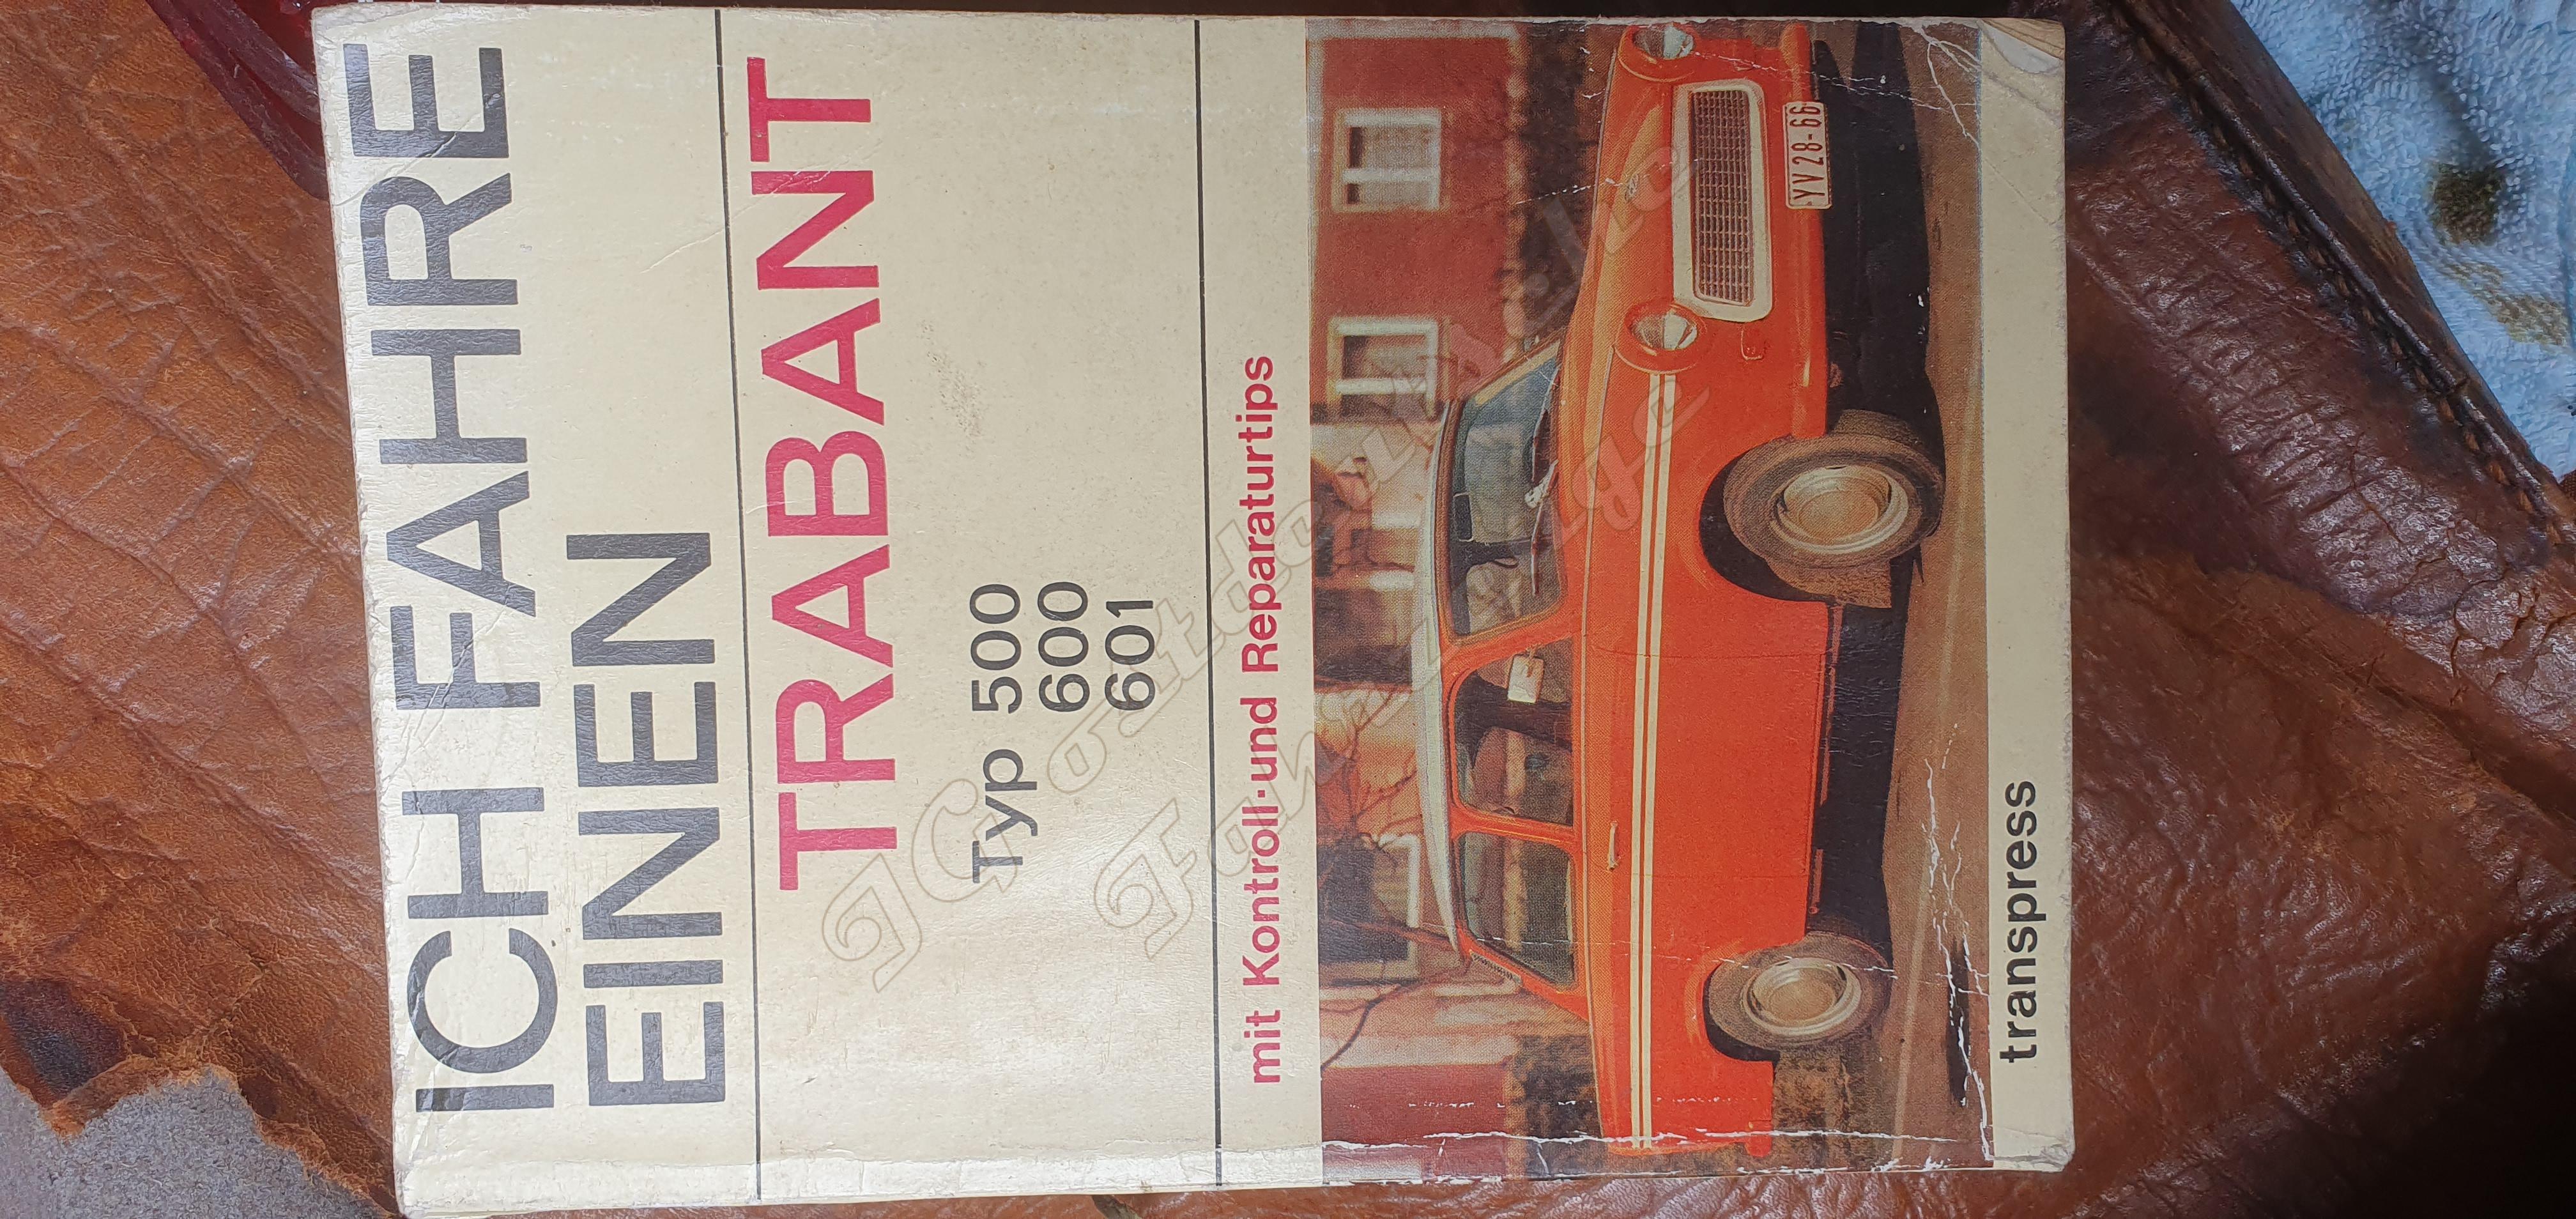 ICH FAHRE
EINEN
TRABANT
Typ 500
600
601
mit Kontroll- und Reparaturtips
YV 28-66
transpress